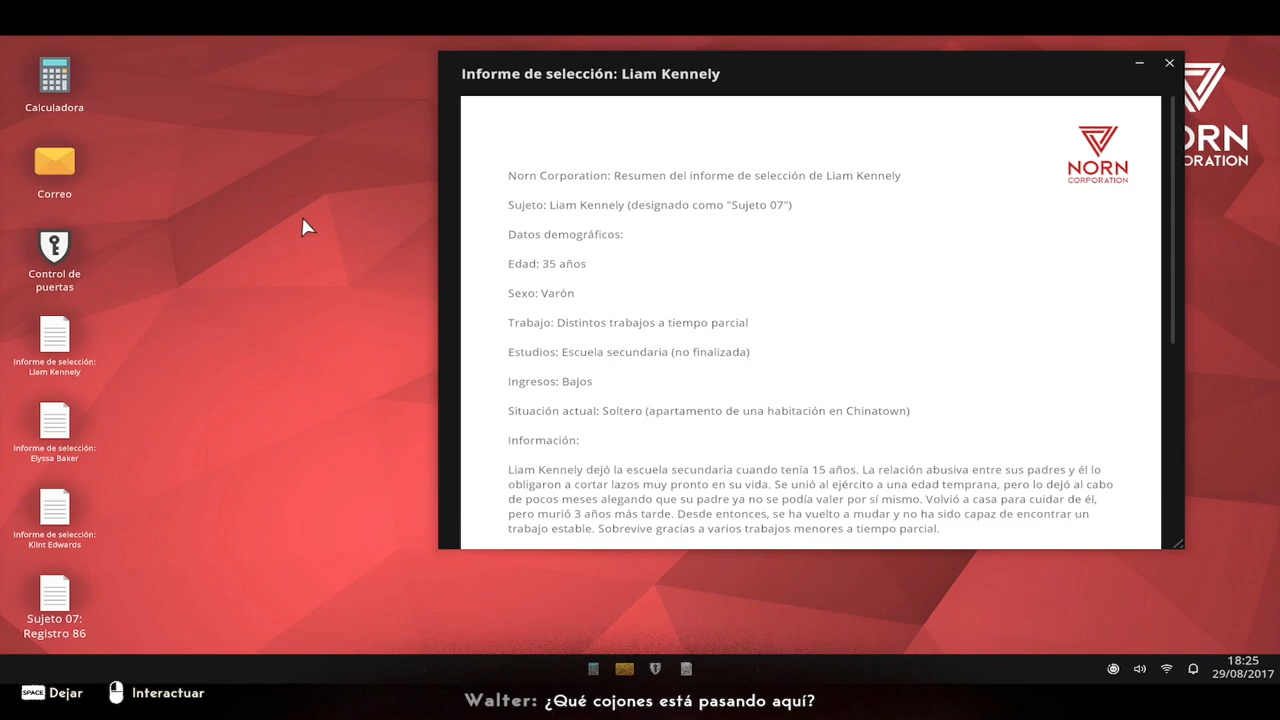 Calculadora
Correo
Control de
puertas
Informe de selección:
Liam Kennely
Informe de selección:
Elyssa Baker
Informe de selección:
Klint Edwards
Sujeto 07:
Registro 86
Informe de selección: Liam Kennely
NORN
CORPORATION
Norn Corporation: Resumen del informe de selección de Liam Kennely
Sujeto: Liam Kennely (designado como "Sujeto 07")
Datos demográficos:
Edad: 35 años
Sexo: Varón
Trabajo: Distintos trabajos a tiempo parcial
Estudios: Escuela secundaria (no finalizada)
Ingresos: Bajos
Situación actual: Soltero (apartamento de una habitación en Chinatown)
Información:
Liam Kennely dejó la escuela secundaria cuando tenía 15 años. La relación abusiva entre sus padres y él lo
obligaron a cortar lazos muy pronto en su vida. Se unió al ejército a una edad temprana, pero lo dejó al cabo
de pocos meses alegando que su padre ya no se podía valer por sí mismo. Volvió a casa para cuidar de él,
pero murió 3 años más tarde. Desde entonces, se ha vuelto a mudar y no ha sido capaz de encontrar un
trabajo estable. Sobrevive gracias a varios trabajos menores a tiempo parcial.
ORN
ORATION
18:25
29/08/2017
SPACE Dejar
Interactuar
Walter: ¿Qué cojones está pasando aquí?